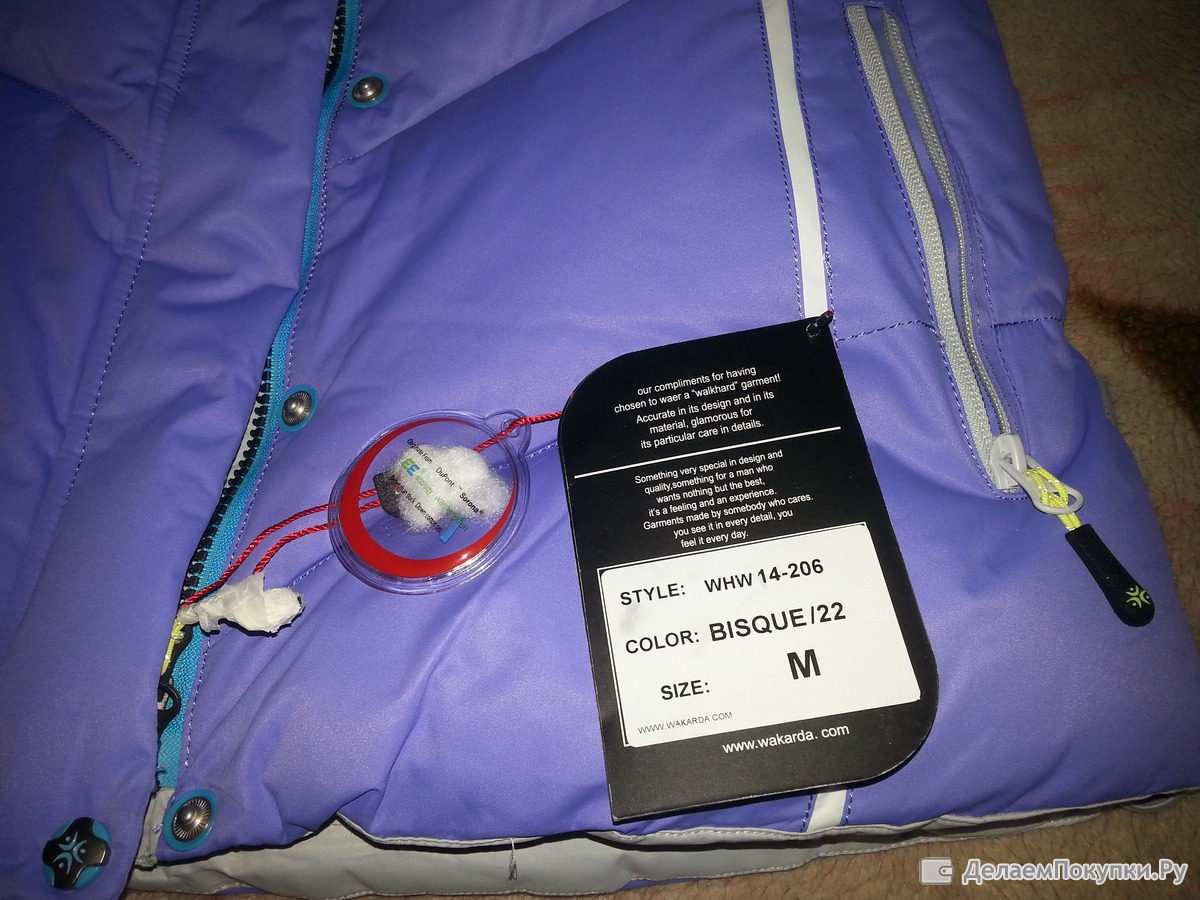 our compliments for having
chosen to waer a "walkhard" garment!
Accurate in its design and in its
material, glamorous for
its particular care in details.
Something very special in design and
quality,something for a man who
wants nothing but the best,
it's a feeling and an experience.
Garments made by somebody who cares.
you see it in every detail, you
feel it every day.
STYLE: WHW 14-206
COLOR: BISQUE/22
SIZE: M
WWW.WAKARDA.COM
www.wakarda. com
from DuPont™ Sorona®
Duck Down
ДелаемПокупки.Ру